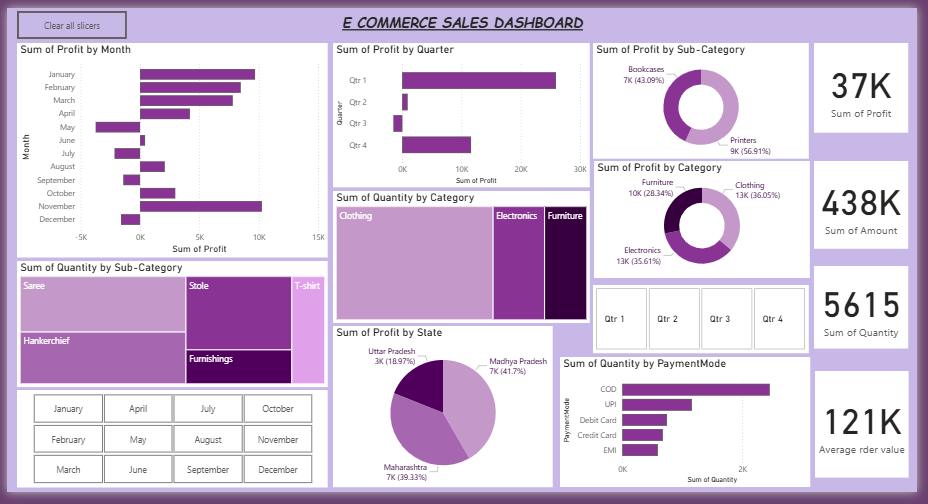 Clear all slicers
E COMMERCE SALES DASHBOARD
Sum of Profit by Month
Month
January
February
March
April
May
June
July
August
September
October
November
December
-5K 0K 5K 10K 15K
Sum of Profit
Sum of Profit by Quarter
Quarter
Qtr 1
Qtr 2
Qtr 3
Qtr 4
0K 10K 20K 30K
Sum of Profit
Sum of Profit by Sub-Category
Bookcases
7K (43.09%)
Printers
9K (56.91%)
37K
Sum of Profit
Sum of Profit by Category
Furniture
10K (28.34%)
Clothing
13K (36.05%)
Electronics
13K (35.61%)
438K
Sum of Amount
Sum of Quantity by Category
Clothing
Electronics
Furniture
Sum of Quantity by Sub-Category
Saree
Hankerchief
Stole
Furnishings
T-shirt
Qtr 1 Qtr 2 Qtr 3 Qtr 4
5615
Sum of Quantity
Sum of Profit by State
Uttar Pradesh
3K (18.97%)
Madhya Pradesh
7K (41.7%)
Maharashtra
7K (39.33%)
Sum of Quantity by PaymentMode
PaymentMode
COD
UPI
Debit Card
Credit Card
EMI
0K 2K
Sum of Quantity
121K
Average rder value
January April July October
February May August November
March June September December